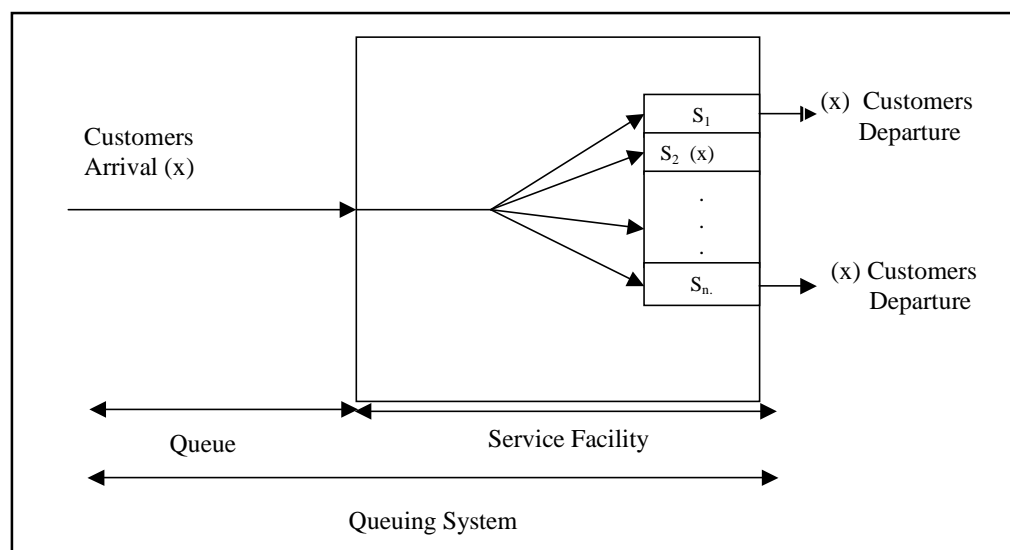 Customers
Arrival (x)
S₁
S₂ (x)
.
.
.
Sₙ.
(x) Customers
Departure
(x) Customers
Departure
Queue
Service Facility
Queuing System